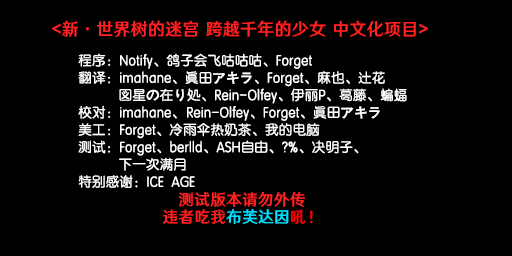 <新·世界树的迷宫 跨越千年的少女 中文化项目>
程序：Notify、鸽子会飞咕咕咕、Forget
翻译：imahane、眞田アキラ、Forget、麻也、辻花
図星の在り処、Rein-Olfey、伊丽P、葛藤、蝙蝠
校对：imahane、Rein-Olfey、Forget、眞田アキラ
美工：Forget、冷雨伞热奶茶、我的电脑
测试：Forget、berlld、ASH自由、?%、决明子、
下一次满月
特别感谢：ICE AGE
测试版本请勿外传
违者吃我布芙达因吼！